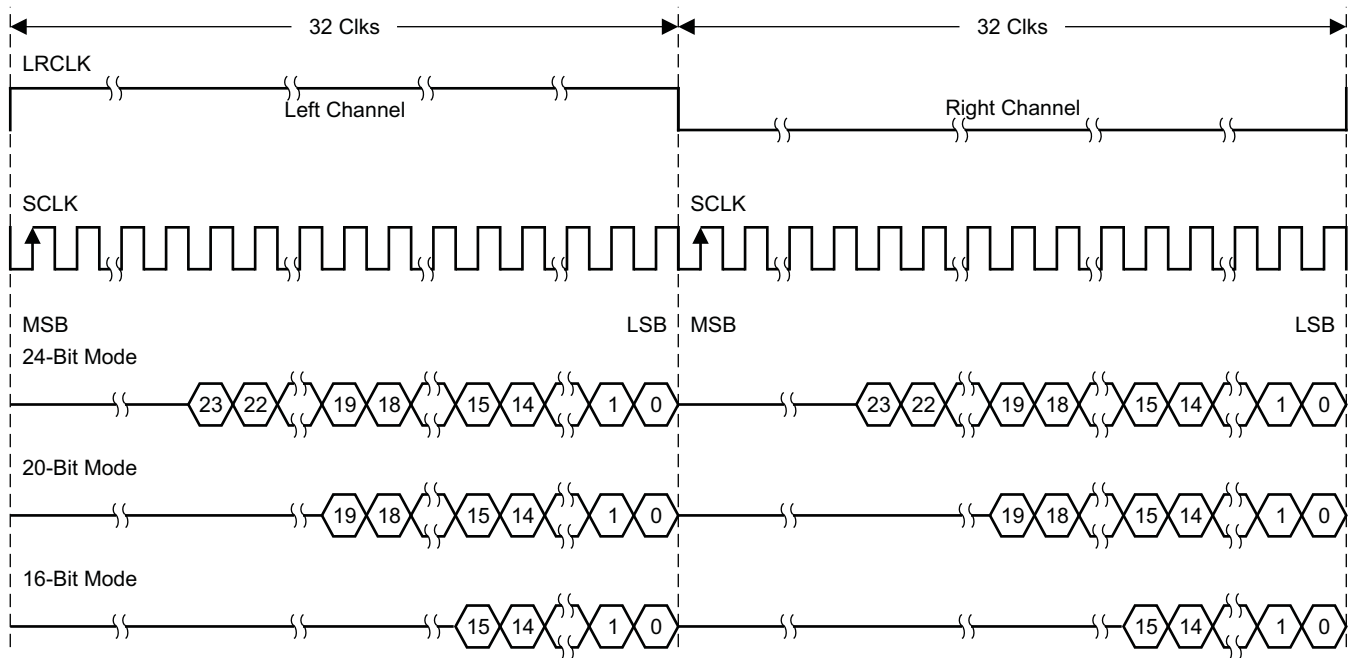 32 Clks 32 Clks
LRCLK
Left Channel Right Channel
SCLK SCLK
MSB LSB MSB LSB
24-Bit Mode
23 22 19 18 15 14 1 0 23 22 19 18 15 14 1 0
20-Bit Mode
19 18 15 14 1 0 19 18 15 14 1 0
16-Bit Mode
15 14 1 0 15 14 1 0